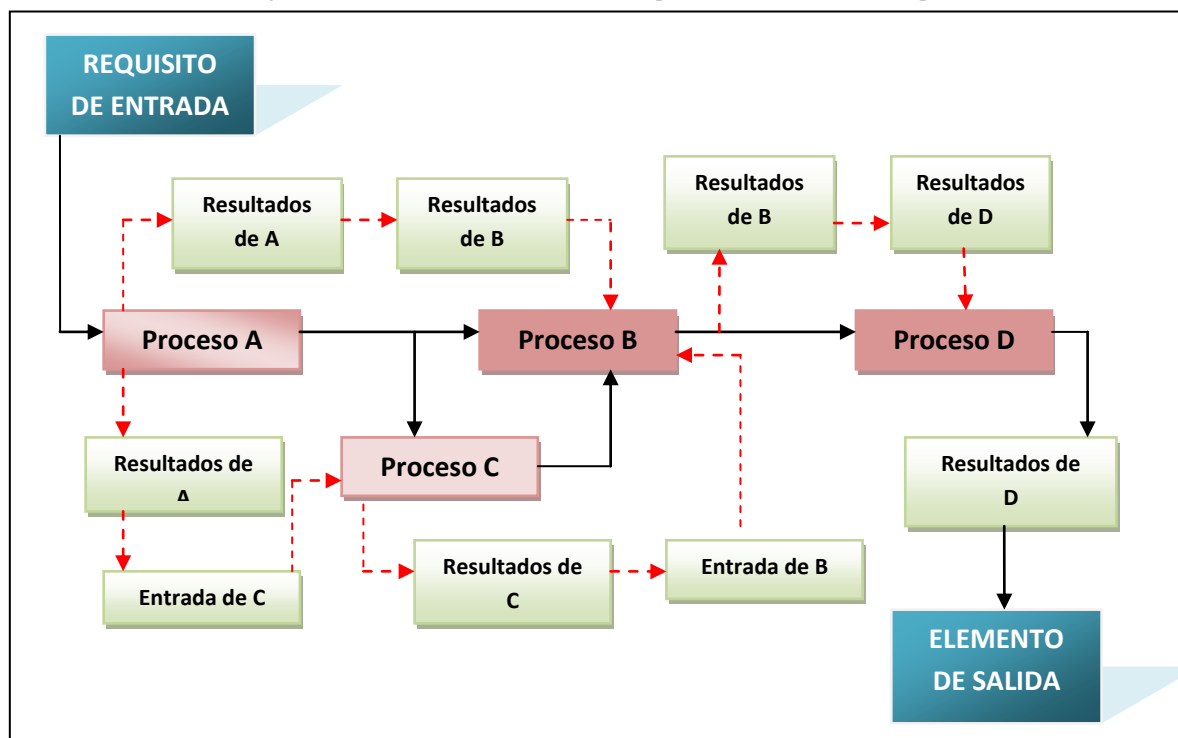 REQUISITO
DE ENTRADA
Resultados
de A
Resultados
de B
Resultados
de B
Resultados
de D
Proceso A
Proceso B
Proceso D
Resultados de
A
Proceso C
Resultados de
D
Entrada de C
Resultados de
C
Entrada de B
ELEMENTO
DE SALIDA